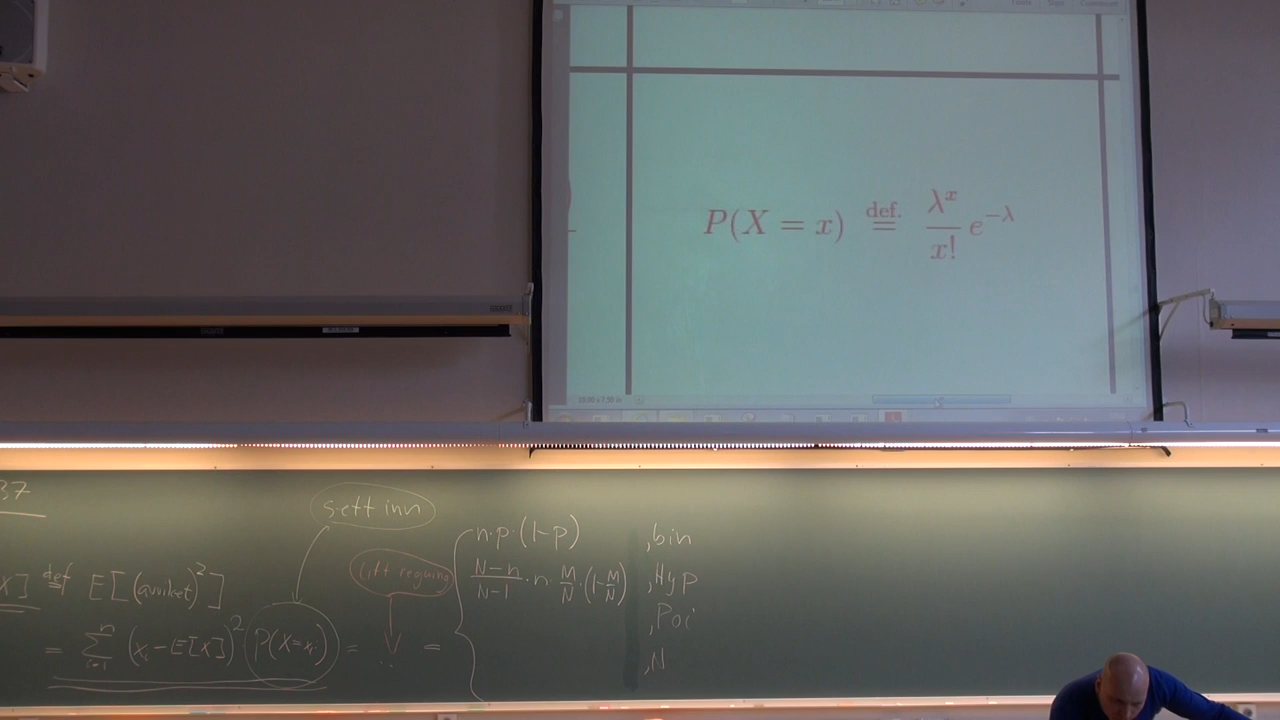 P(X = x) def. = λ^x / x! e^−λ
37
sett inn
X] def = E[(avviket)²]
litt regning
= Σ_{i=1}^{n} (x_i − E[X])² P(X=x_i) = =
n·p·(1−p) , bin
N−n / N−1 · n · M/N · (1−M/N) , Hyp
, Poi
, N